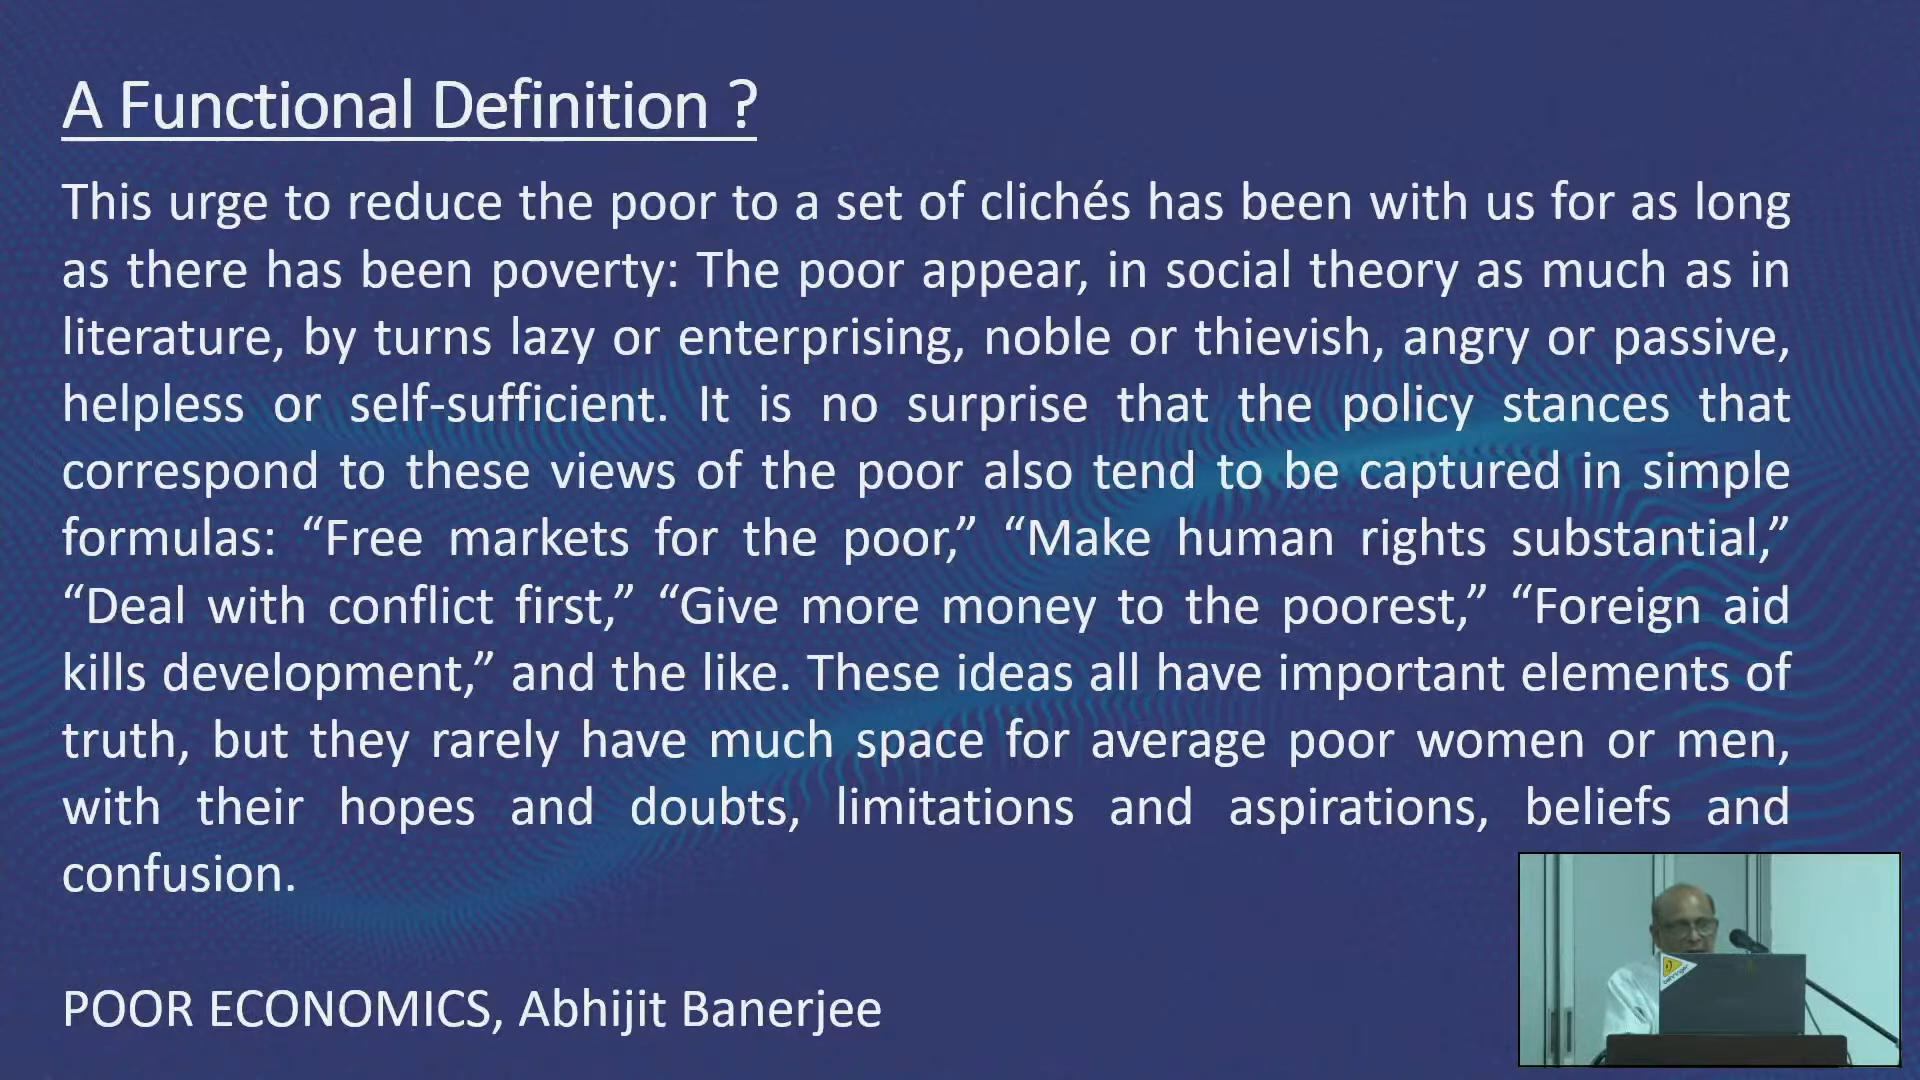 A Functional Definition ?
This urge to reduce the poor to a set of clichés has been with us for as long
as there has been poverty: The poor appear, in social theory as much as in
literature, by turns lazy or enterprising, noble or thievish, angry or passive,
helpless or self-sufficient. It is no surprise that the policy stances that
correspond to these views of the poor also tend to be captured in simple
formulas: “Free markets for the poor,” “Make human rights substantial,”
“Deal with conflict first,” “Give more money to the poorest,” “Foreign aid
kills development,” and the like. These ideas all have important elements of
truth, but they rarely have much space for average poor women or men,
with their hopes and doubts, limitations and aspirations, beliefs and
confusion.
POOR ECONOMICS, Abhijit Banerjee
behringer